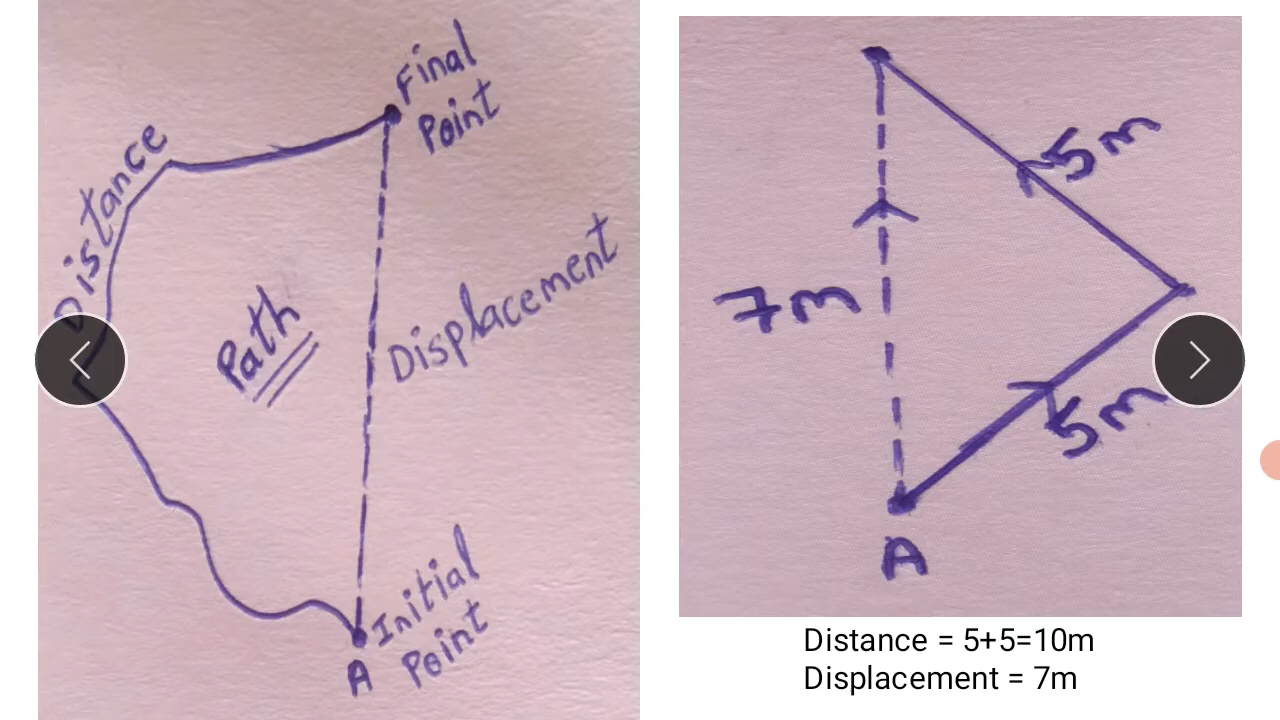 Final
Point
Distance
Path
Displacement
Initial
Point
A
5m
7m
5m
A
Distance = 5+5=10m
Displacement = 7m